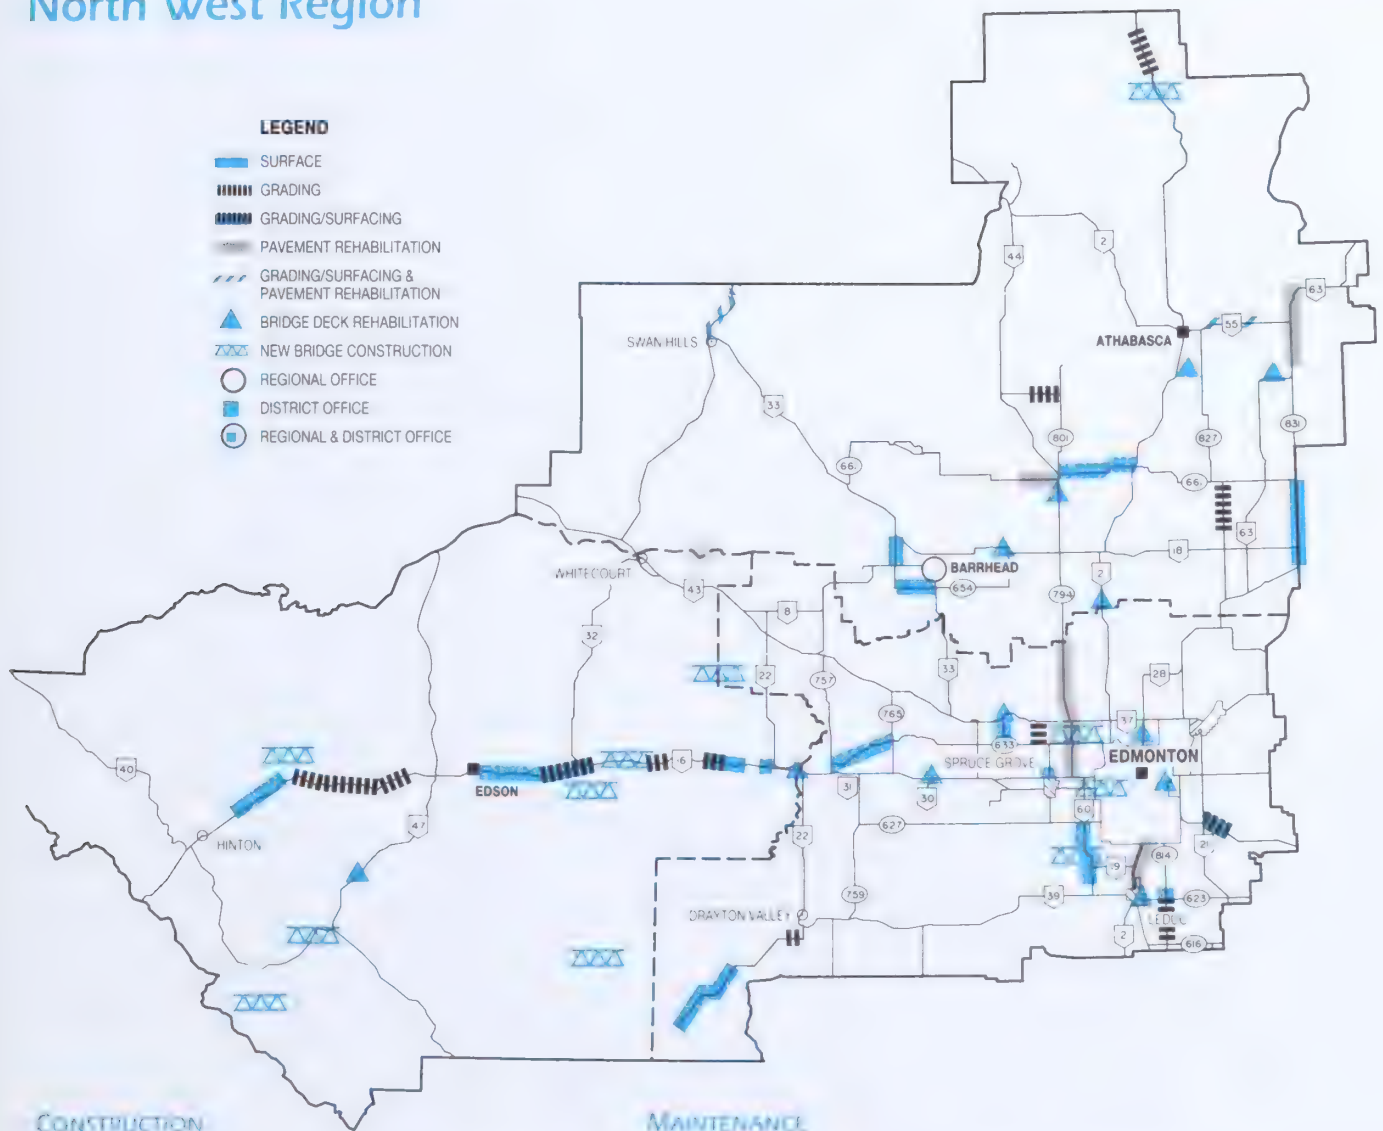 North West Region
LEGEND
SURFACE
GRADING
GRADING/SURFACING
PAVEMENT REHABILITATION
GRADING/SURFACING &
PAVEMENT REHABILITATION
BRIDGE DECK REHABILITATION
NEW BRIDGE CONSTRUCTION
REGIONAL OFFICE
DISTRICT OFFICE
REGIONAL & DISTRICT OFFICE
2
44
63
55
SWAN HILLS
ATHABASCA
33
801
827
831
66
66
63
18
BARRHEAD
WHITECOURT
43
654
794
2
8
32
22
757
33
28
765
37
40
633
EDMONTON
16
SPRUCE GROVE
EDSON
31
30
60
47
HINTON
22
627
21
19
814
759
39
623
DRAYTON VALLEY
LEDUC
2
616
CONSTRUCTION
MAINTENANCE